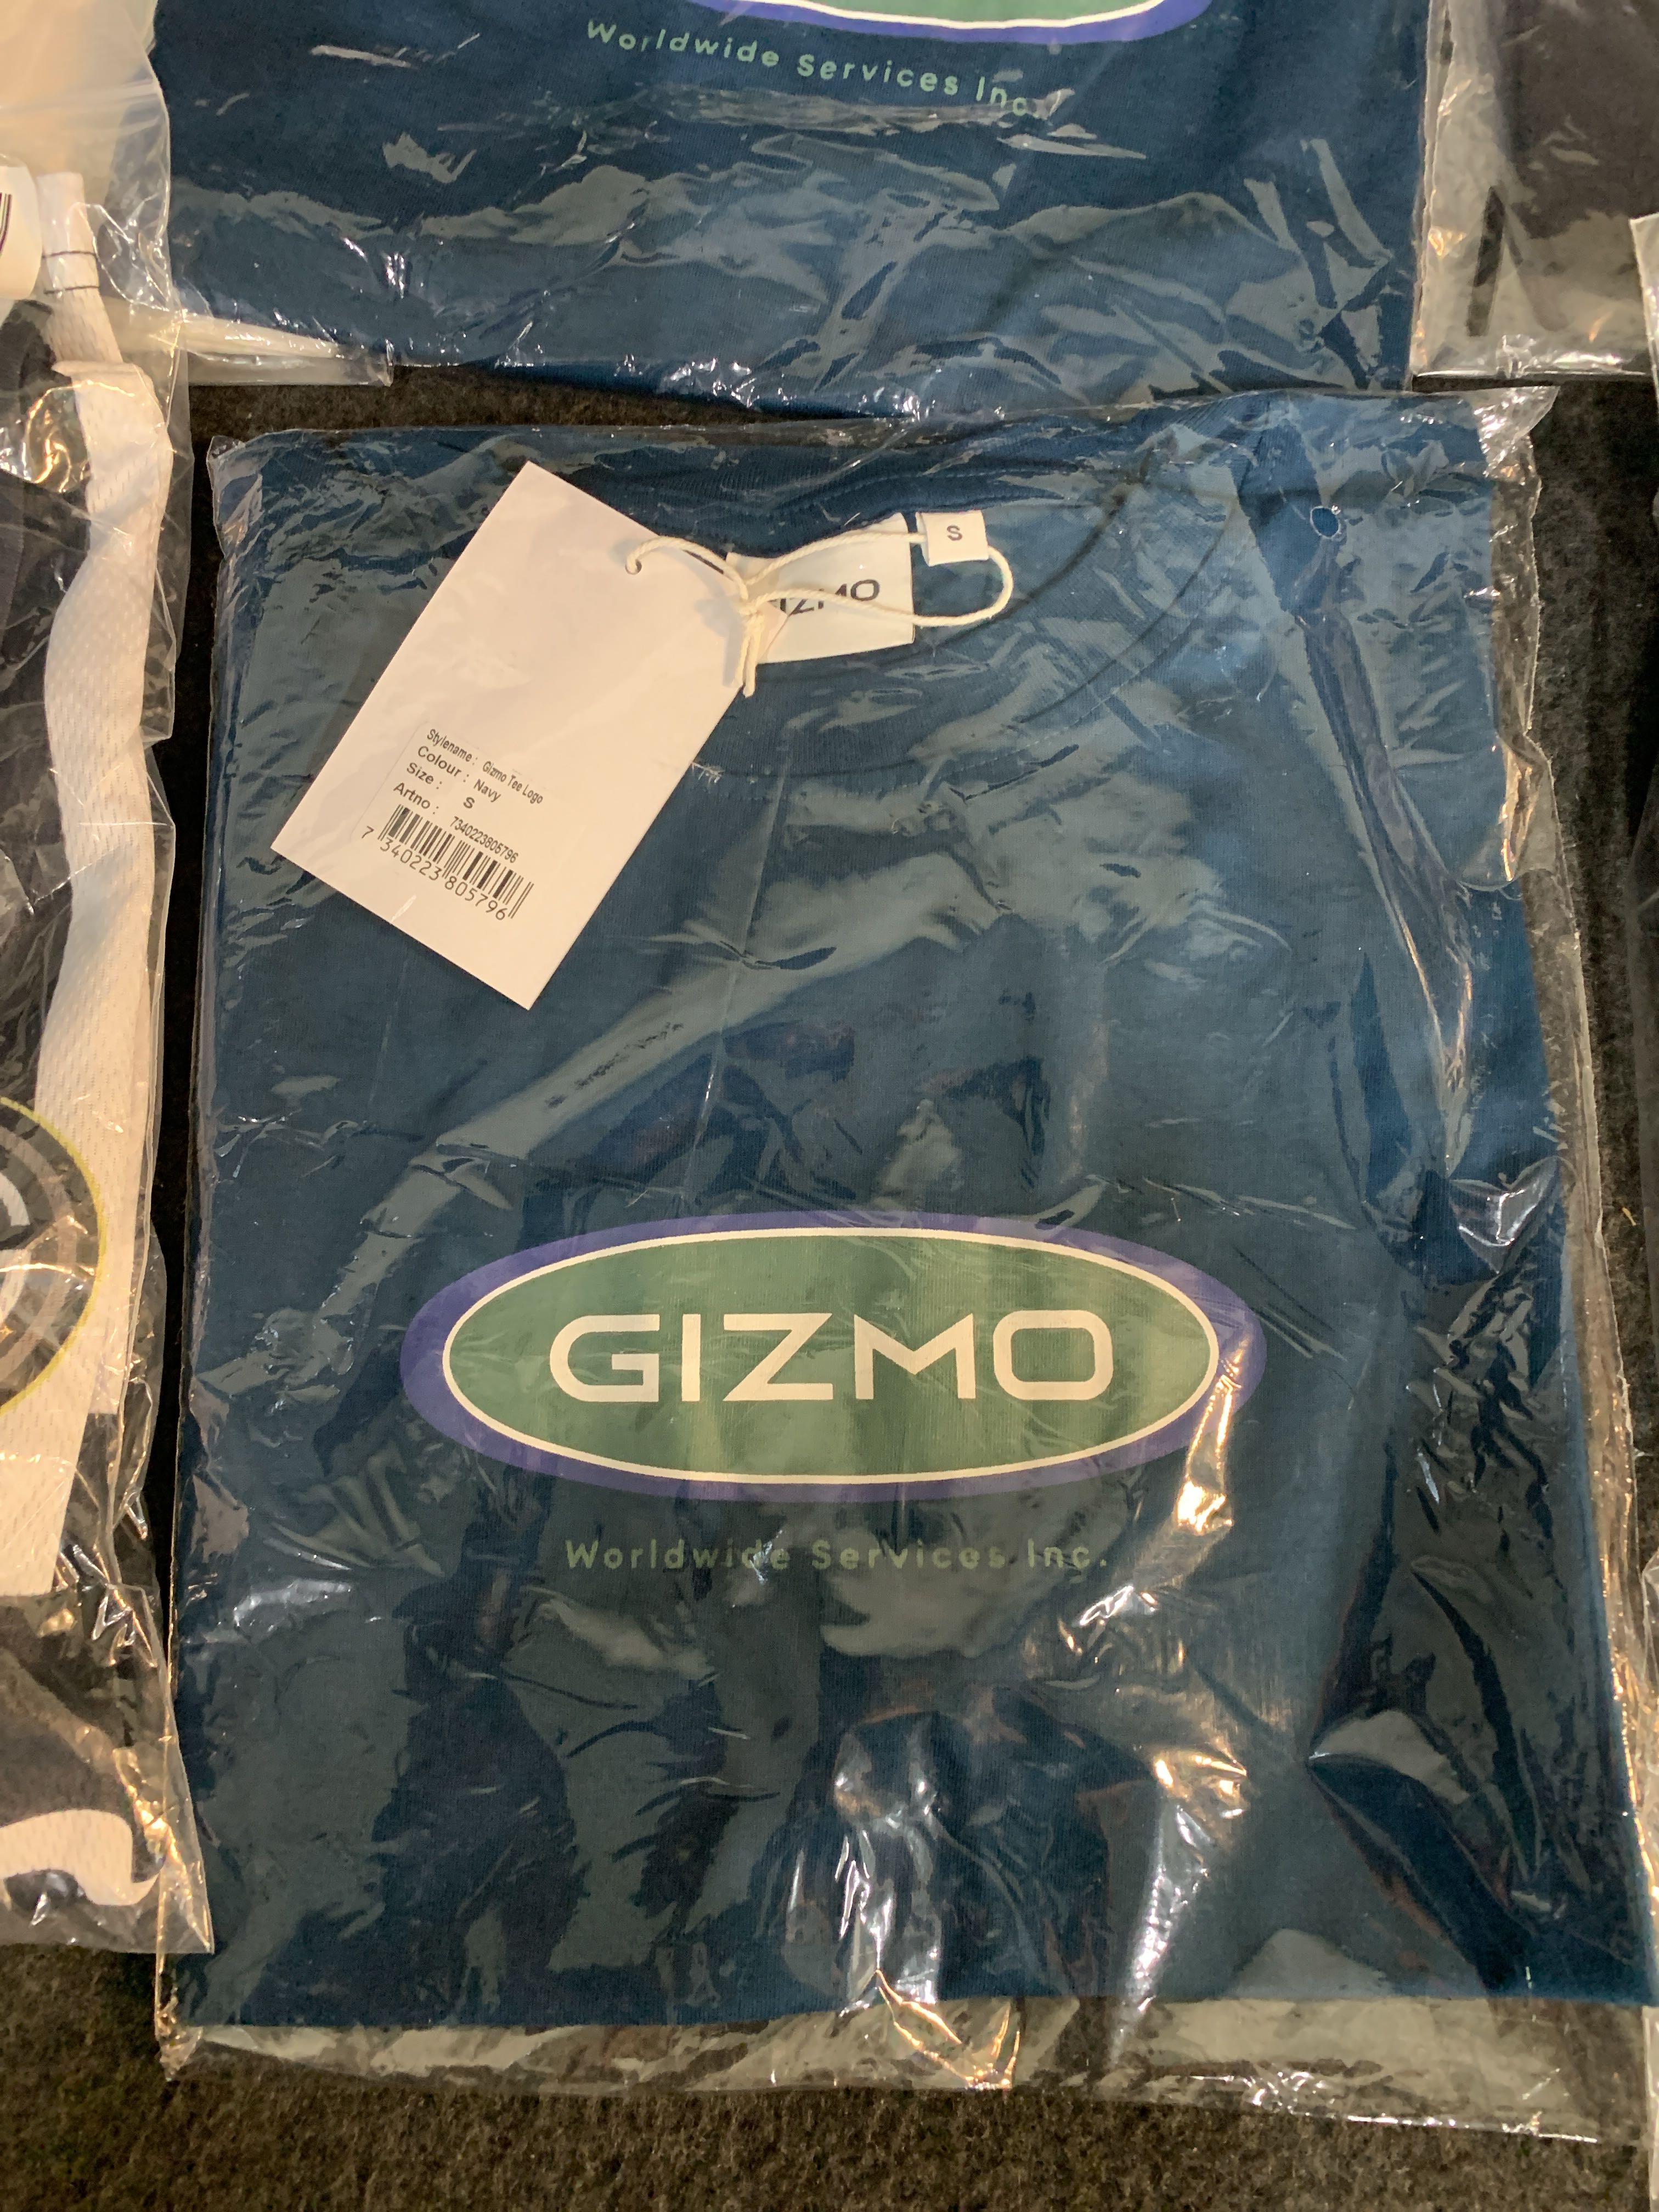 Worldwide Services Inc.
S
GIZMO
Stylename : Gizmo Tee Logo
Colour : Navy
Size : S
Artno : 7340223805796
7 340223 805796
GIZMO
Worldwide Services Inc.